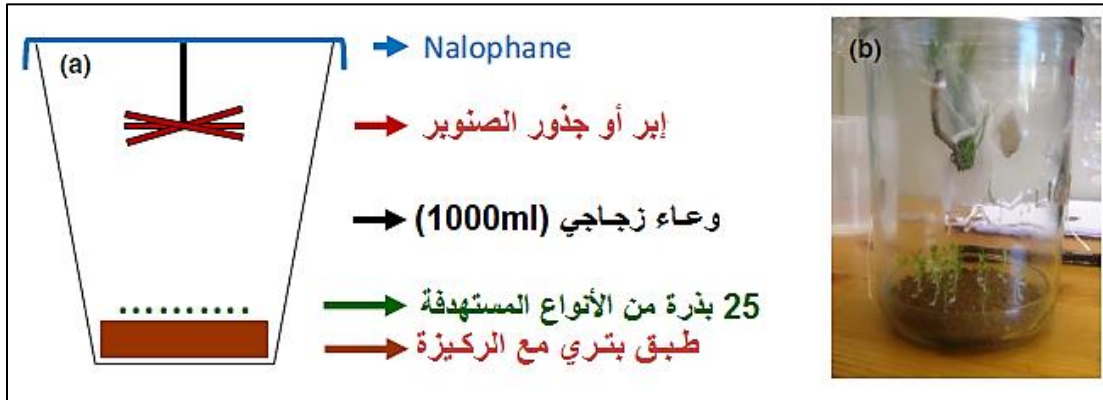 (a)
Nalophane
إبر أو جذور الصنوبر
وعاء زجاجي (1000ml)
25 بذرة من الأنواع المستهدفة
طبق بتري مع الركيزة
(b)